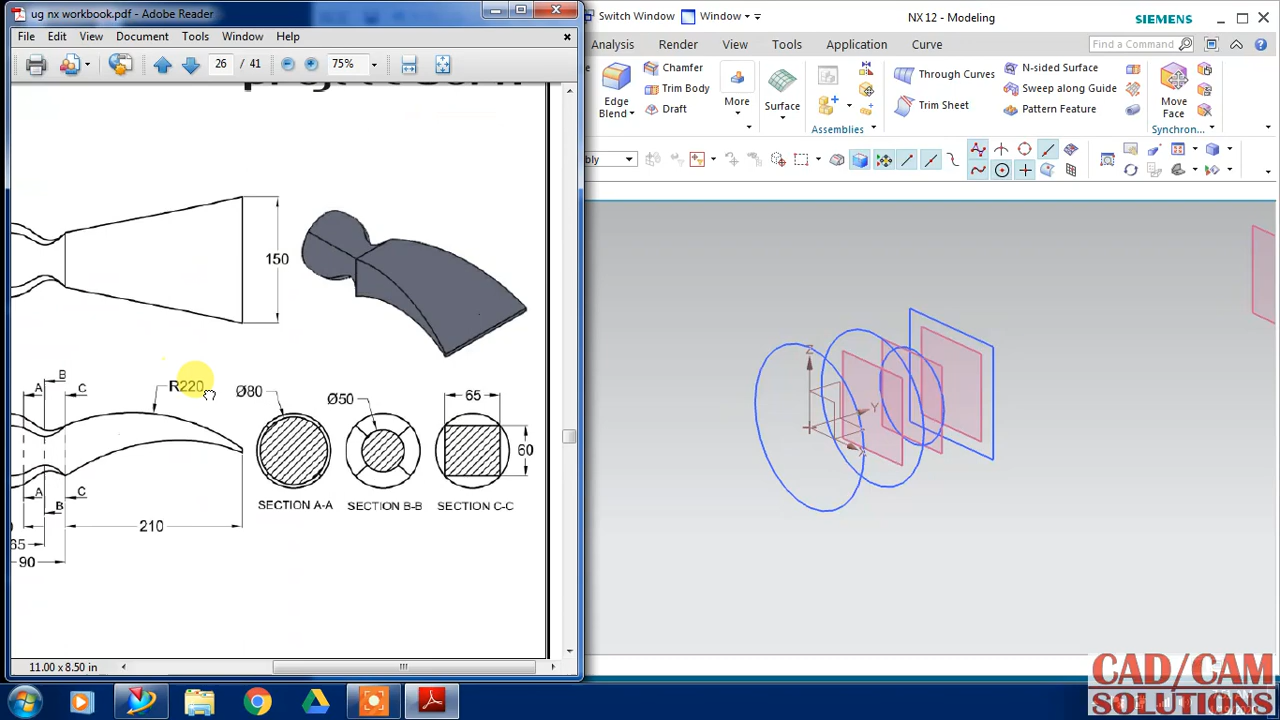 ug nx workbook.pdf - Adobe Reader
File Edit View Document Tools Window Help
26 / 41 75%
150
R220
Ø80
Ø50
65
60
A
B
C
A
B
C
SECTION A-A
SECTION B-B
SECTION C-C
210
65
90
11.00 x 8.50 in
Switch Window Window
NX 12 - Modeling
SIEMENS
Analysis Render View Tools Application Curve
Find a Command
Edge
Blend
Chamfer
Trim Body
Draft
More
Surface
Assemblies
Through Curves
Trim Sheet
N-sided Surface
Sweep along Guide
Pattern Feature
Move
Face
Synchron...
bly
Z
Y
X
CAD/CAM
SOLUTIONS